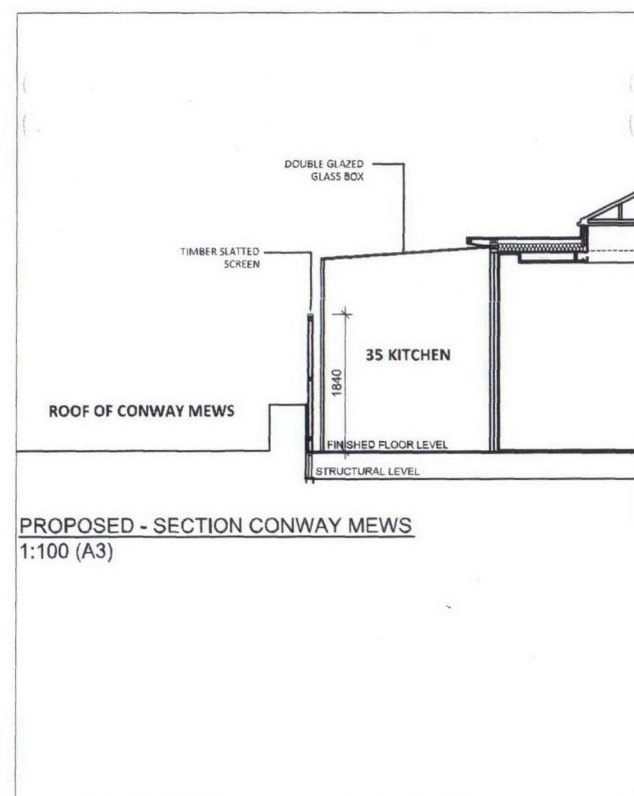 DOUBLE GLAZED
GLASS BOX
TIMBER SLATTED
SCREEN
35 KITCHEN
1840
ROOF OF CONWAY MEWS
FINISHED FLOOR LEVEL
STRUCTURAL LEVEL
PROPOSED - SECTION CONWAY MEWS
1:100 (A3)